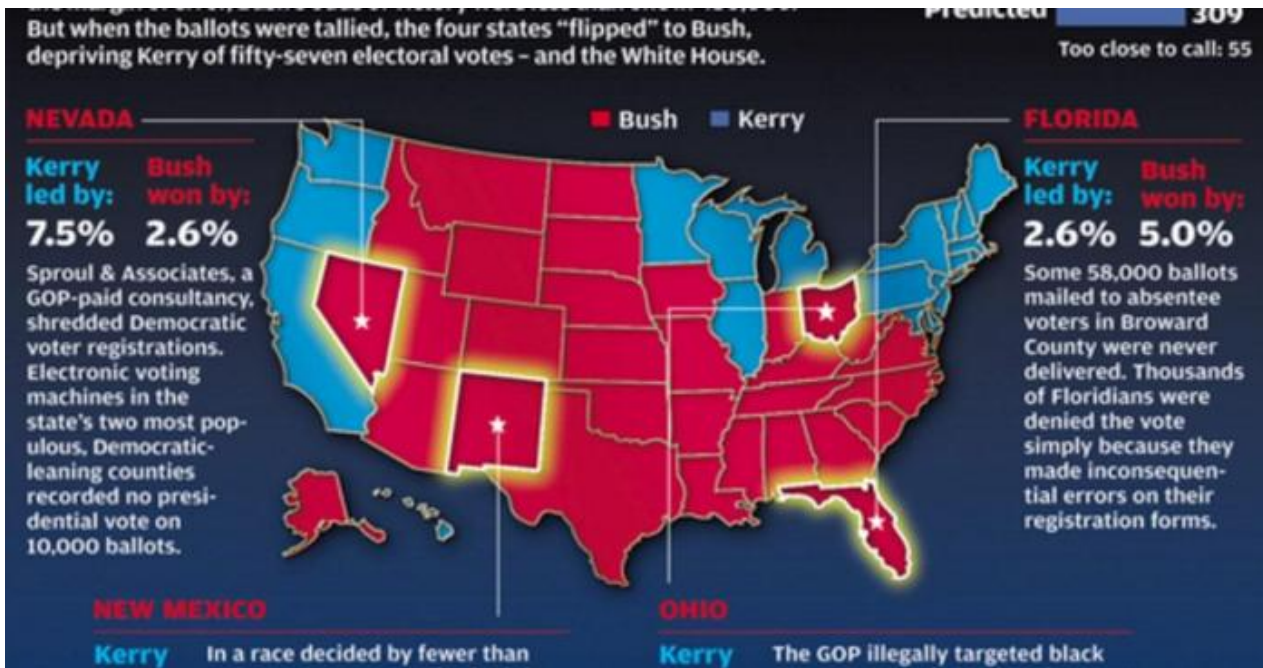 But when the ballots were tallied, the four states “flipped” to Bush,
depriving Kerry of fifty-seven electoral votes – and the White House.
Predicted
309
Too close to call: 55
Bush Kerry
NEVADA
Kerry
led by:
Bush
won by:
7.5% 2.6%
Sproul & Associates, a
GOP-paid consultancy,
shredded Democratic
voter registrations.
Electronic voting
machines in the
state’s two most pop-
ulous, Democratic-
leaning counties
recorded no presi-
dential vote on
10,000 ballots.
FLORIDA
Kerry
led by:
Bush
won by:
2.6% 5.0%
Some 58,000 ballots
mailed to absentee
voters in Broward
County were never
delivered. Thousands
of Floridians were
denied the vote
simply because they
made inconsequen-
tial errors on their
registration forms.
NEW MEXICO
Kerry In a race decided by fewer than
OHIO
Kerry The GOP illegally targeted black